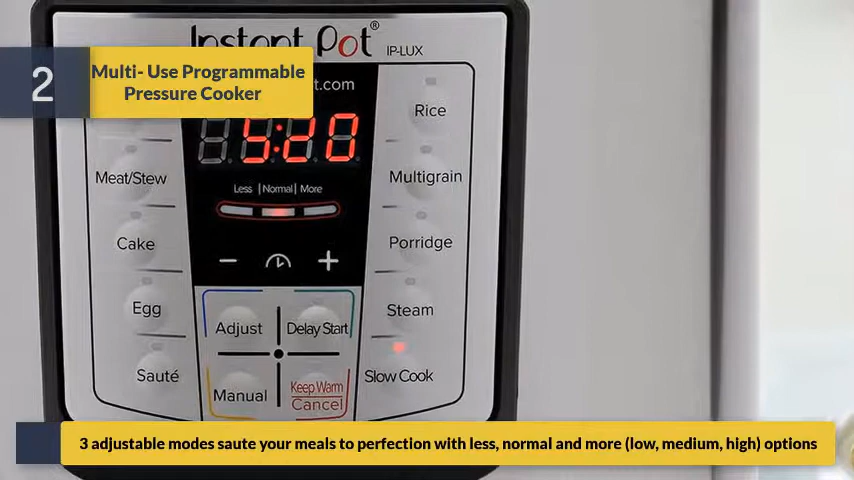 Instant Pot® IP-LUX
2
Multi- Use Programmable
Pressure Cooker
t.com
5:20
Less | Normal | More
Rice
Meat/Stew
Multigrain
Cake
Porridge
− +
Egg
Steam
Adjust
Delay Start
Sauté
Slow Cook
Manual
Keep Warm
Cancel
3 adjustable modes saute your meals to perfection with less, normal and more (low, medium, high) options